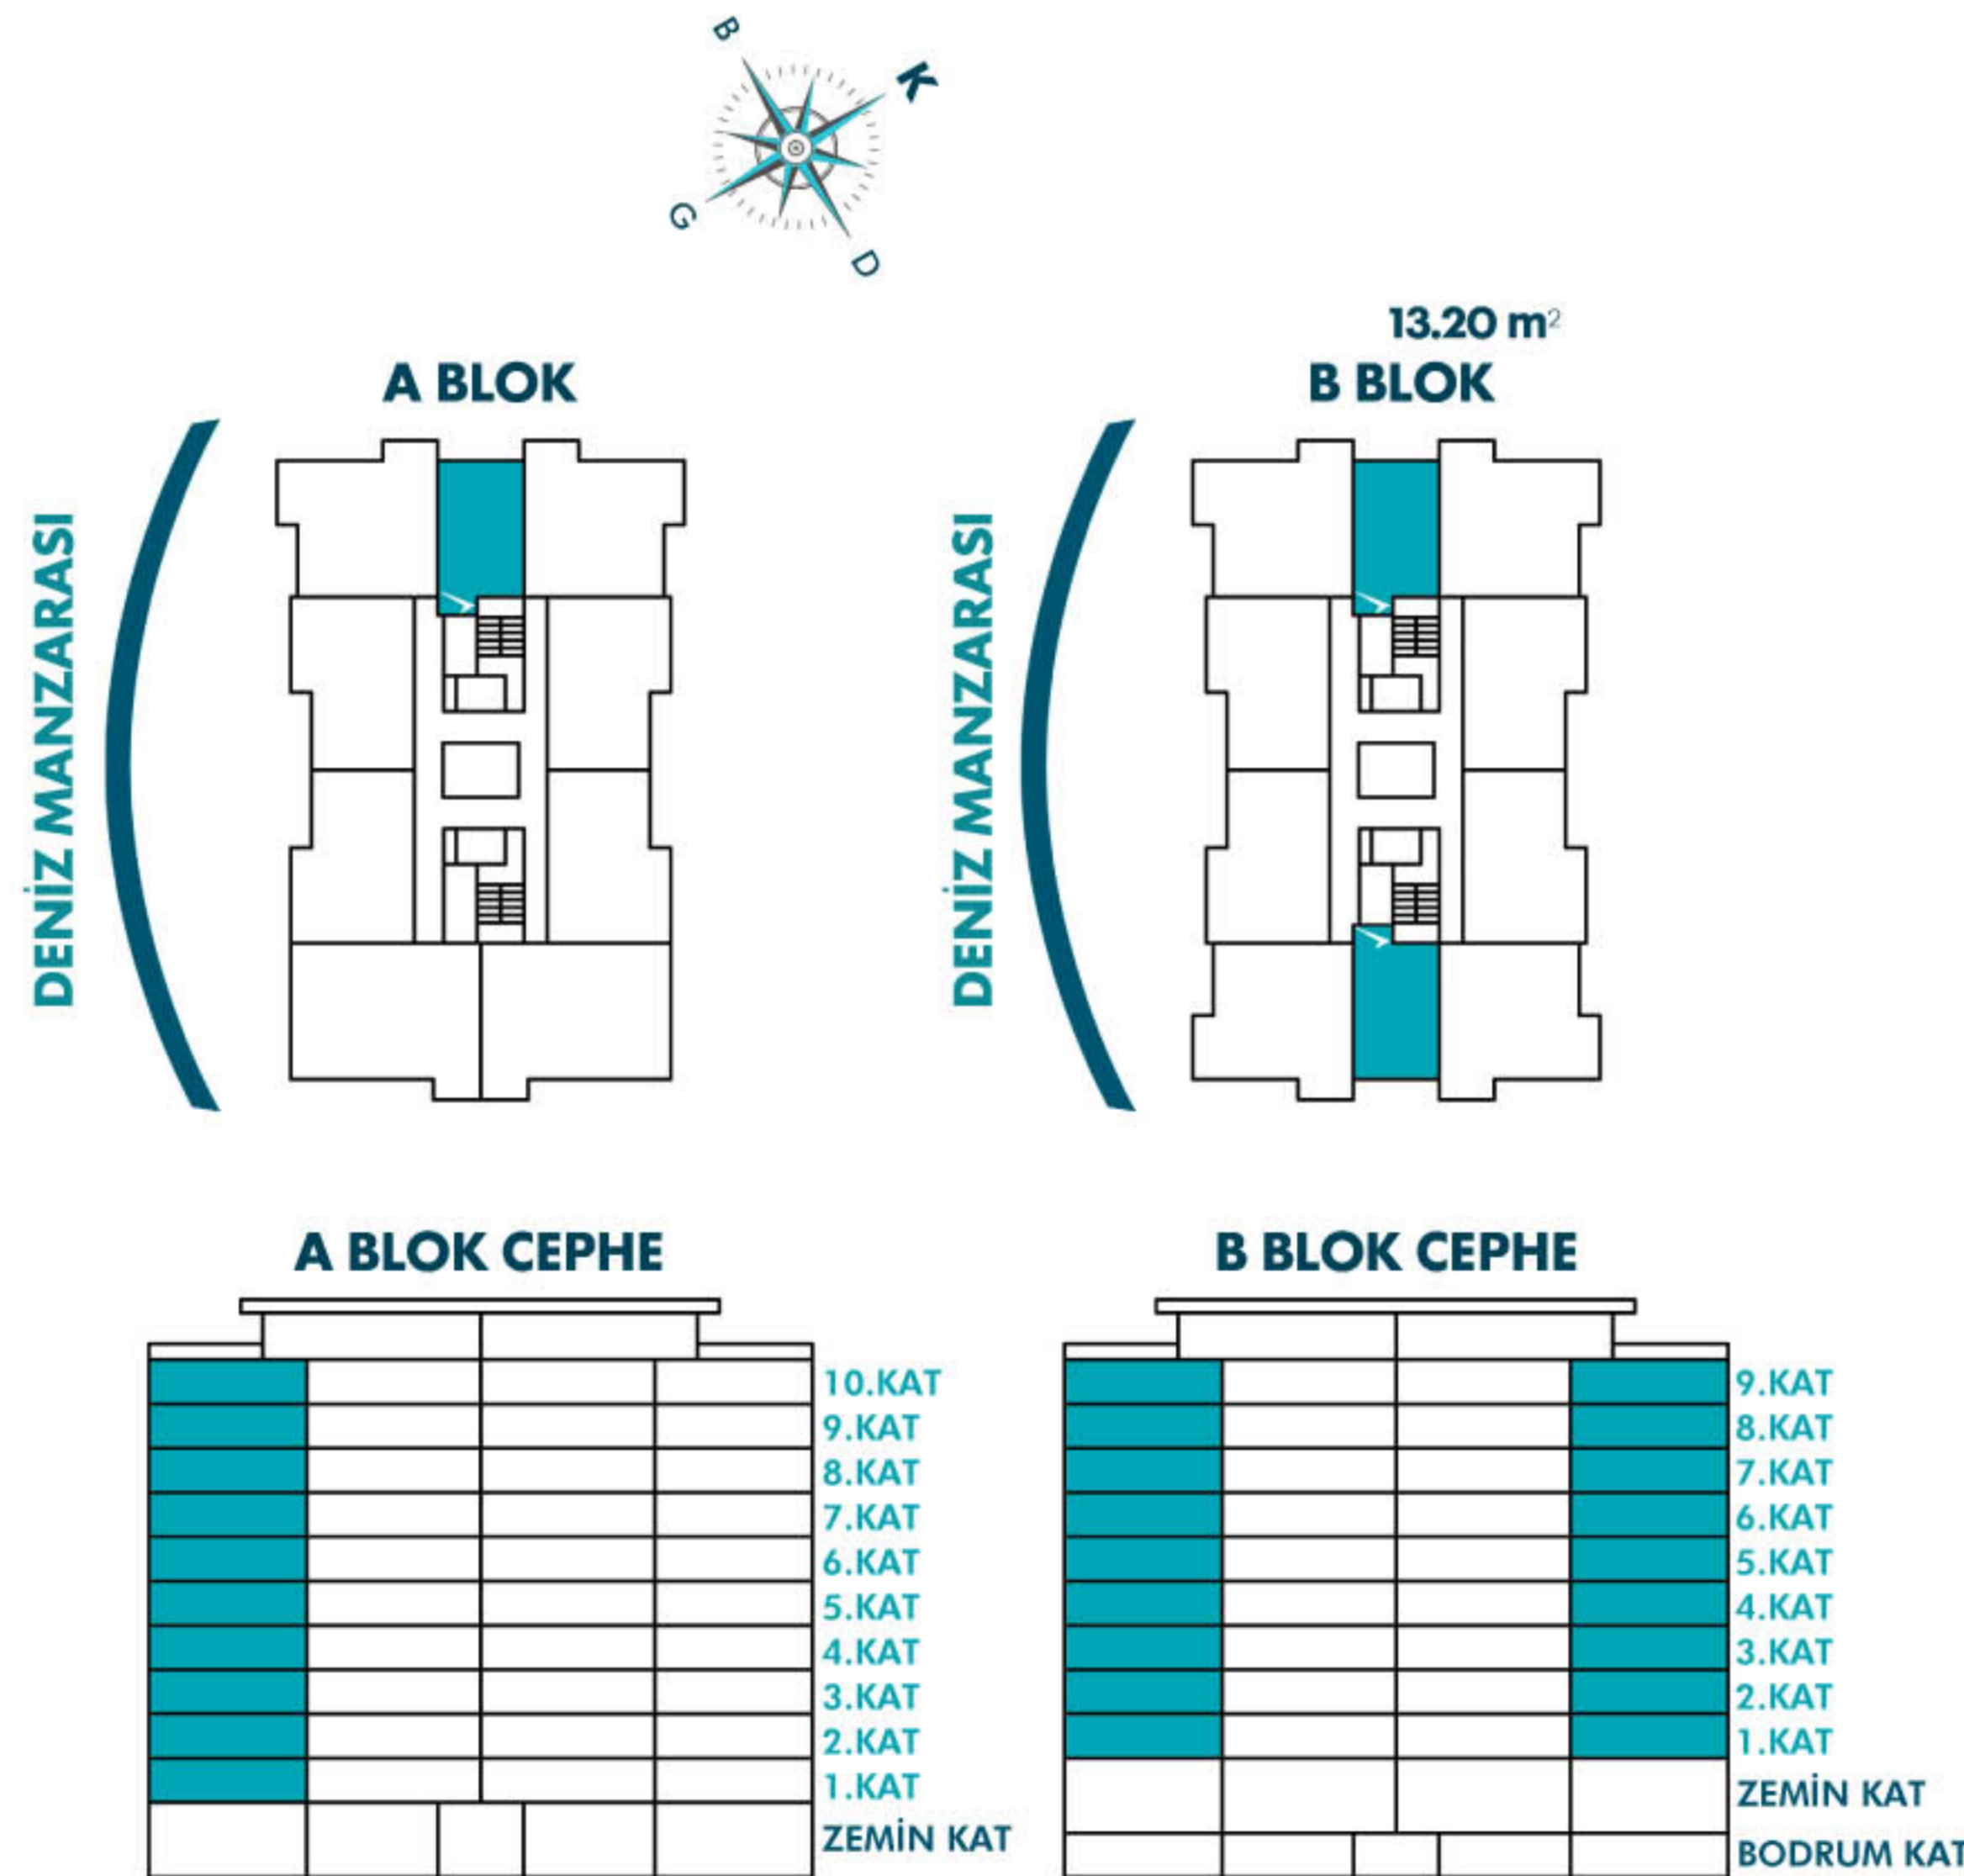 B
K
G
D
13.20 m²
A BLOK
B BLOK
DENİZ MANZARASI
DENİZ MANZARASI
A BLOK CEPHE
B BLOK CEPHE
10.KAT
9.KAT
8.KAT
7.KAT
6.KAT
5.KAT
4.KAT
3.KAT
2.KAT
1.KAT
ZEMİN KAT
9.KAT
8.KAT
7.KAT
6.KAT
5.KAT
4.KAT
3.KAT
2.KAT
1.KAT
ZEMİN KAT
BODRUM KAT